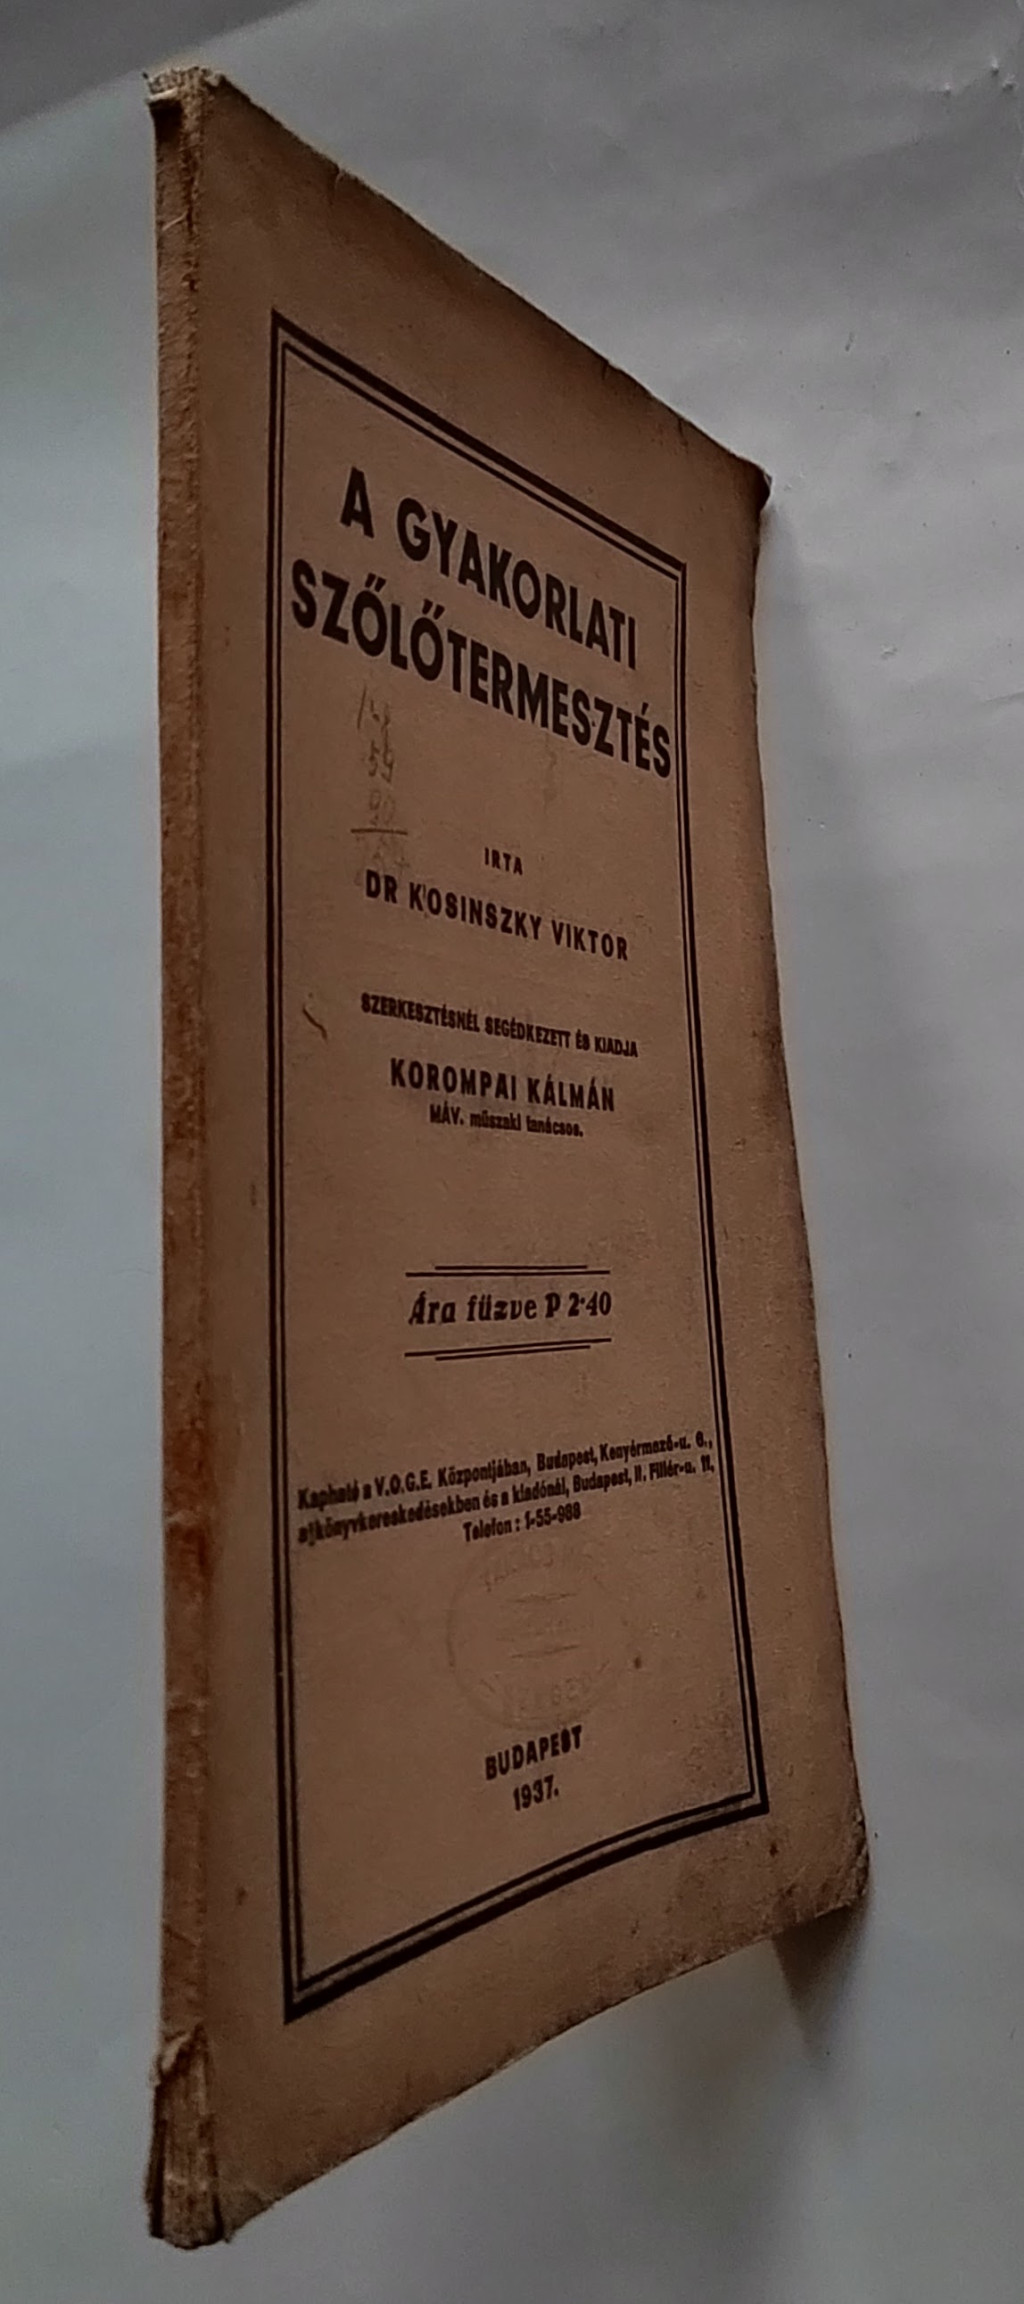 A GYAKORLATI
SZŐLŐTERMESZTÉS
59
IRTA
DR KOSINSZKY VIKTOR
SZERKESZTÉSNÉL SEGÉDKEZETT ÉS KIADJA
KOROMPAI KÁLMÁN
MÁV. műszaki tanácsos.
Ára fűzve P 2·40
Kapható a V.O.G.E. Központjában, Budapest, Kenyérmező-u. 6.,
a könyvkereskedésekben és a kiadónál, Budapest, II. Fillér-u. 11.
Telefon : 1-55-988
BUDAPEST
1937.